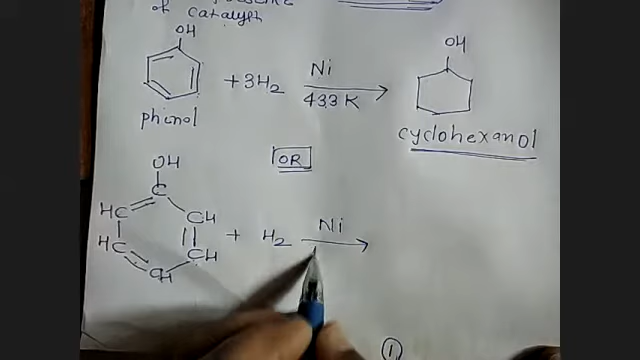 of catalyst
OH
+3H2 Ni 433 K
OH
phenol
cyclohexanol
OR
OH
C
HC CH
HC CH
CH
+ H2 Ni
1